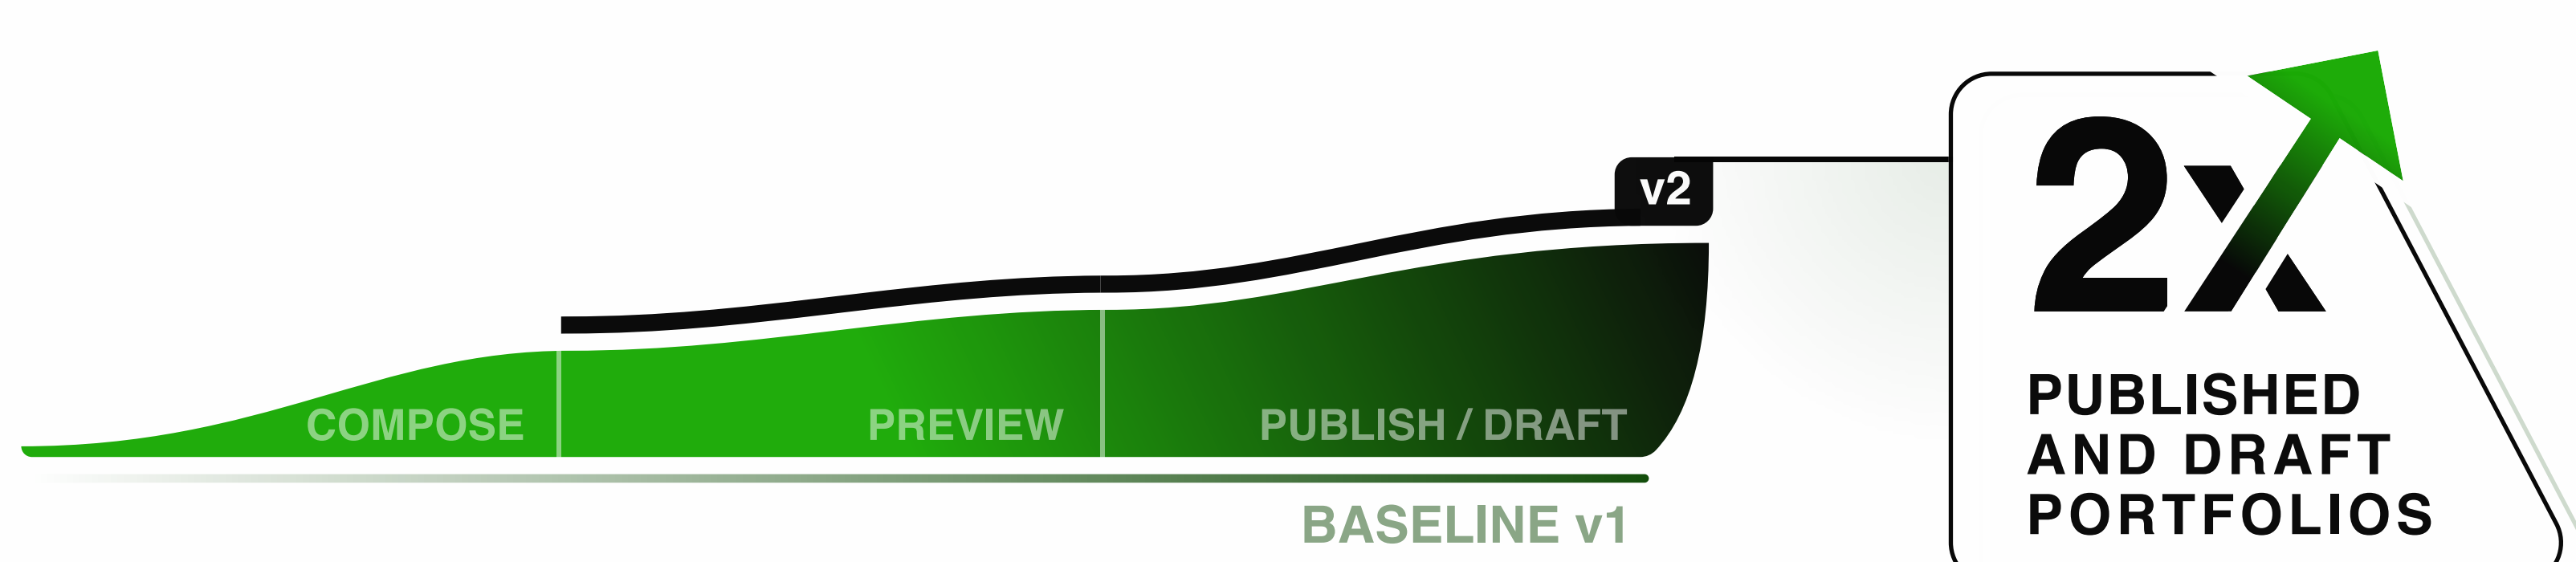 v2
COMPOSE
PREVIEW
PUBLISH / DRAFT
BASELINE v1
2x
PUBLISHED
AND DRAFT
PORTFOLIOS